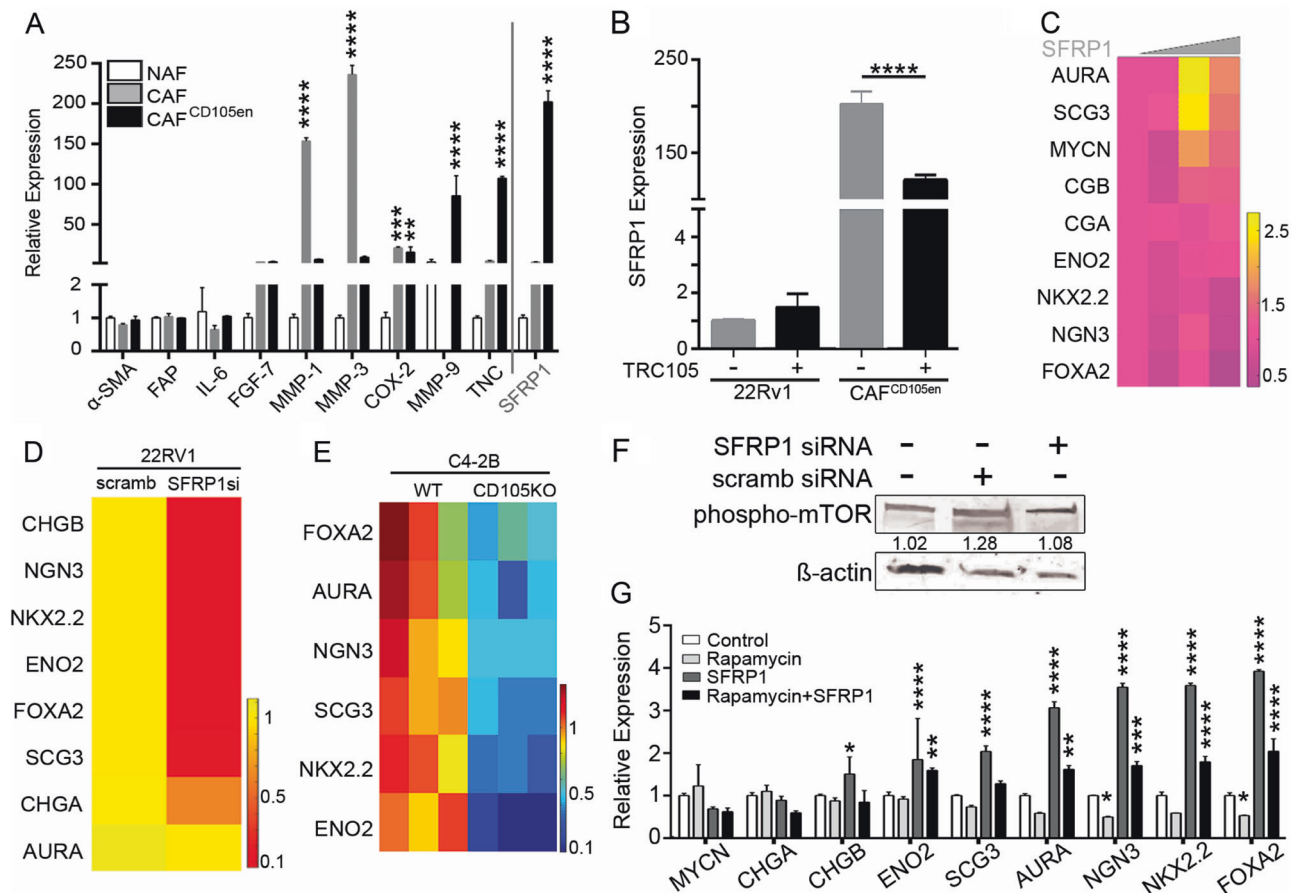 A
Relative Expression
250
200
150
100
50
2
1
0
NAF
CAF
CAF^CD105en
****
****
***
**
****
****
****
α-SMA
FAP
IL-6
FGF-7
MMP-1
MMP-3
COX-2
MMP-9
TNC
SFRP1
B
SFRP1 Expression
250
150
50
4
2
0
****
TRC105
- + - +
22Rv1
CAF^CD105en
C
SFRP1
AURA
SCG3
MYCN
CGB
CGA
ENO2
NKX2.2
NGN3
FOXA2
2.5
1.5
0.5
D
22RV1
scramb SFRP1si
CHGB
NGN3
NKX2.2
ENO2
FOXA2
SCG3
CHGA
AURA
1
0.5
0.1
E
C4-2B
WT CD105KO
FOXA2
AURA
NGN3
SCG3
NKX2.2
ENO2
1
0.5
0.1
F
SFRP1 siRNA - - +
scramb siRNA - + -
phospho-mTOR
1.02 1.28 1.08
ß-actin
G
Relative Expression
5
4
3
2
1
0
Control
Rapamycin
SFRP1
Rapamycin+SFRP1
*
****
**
****
****
**
*
****
***
****
****
*
****
****
MYCN
CHGA
CHGB
ENO2
SCG3
AURA
NGN3
NKX2.2
FOXA2